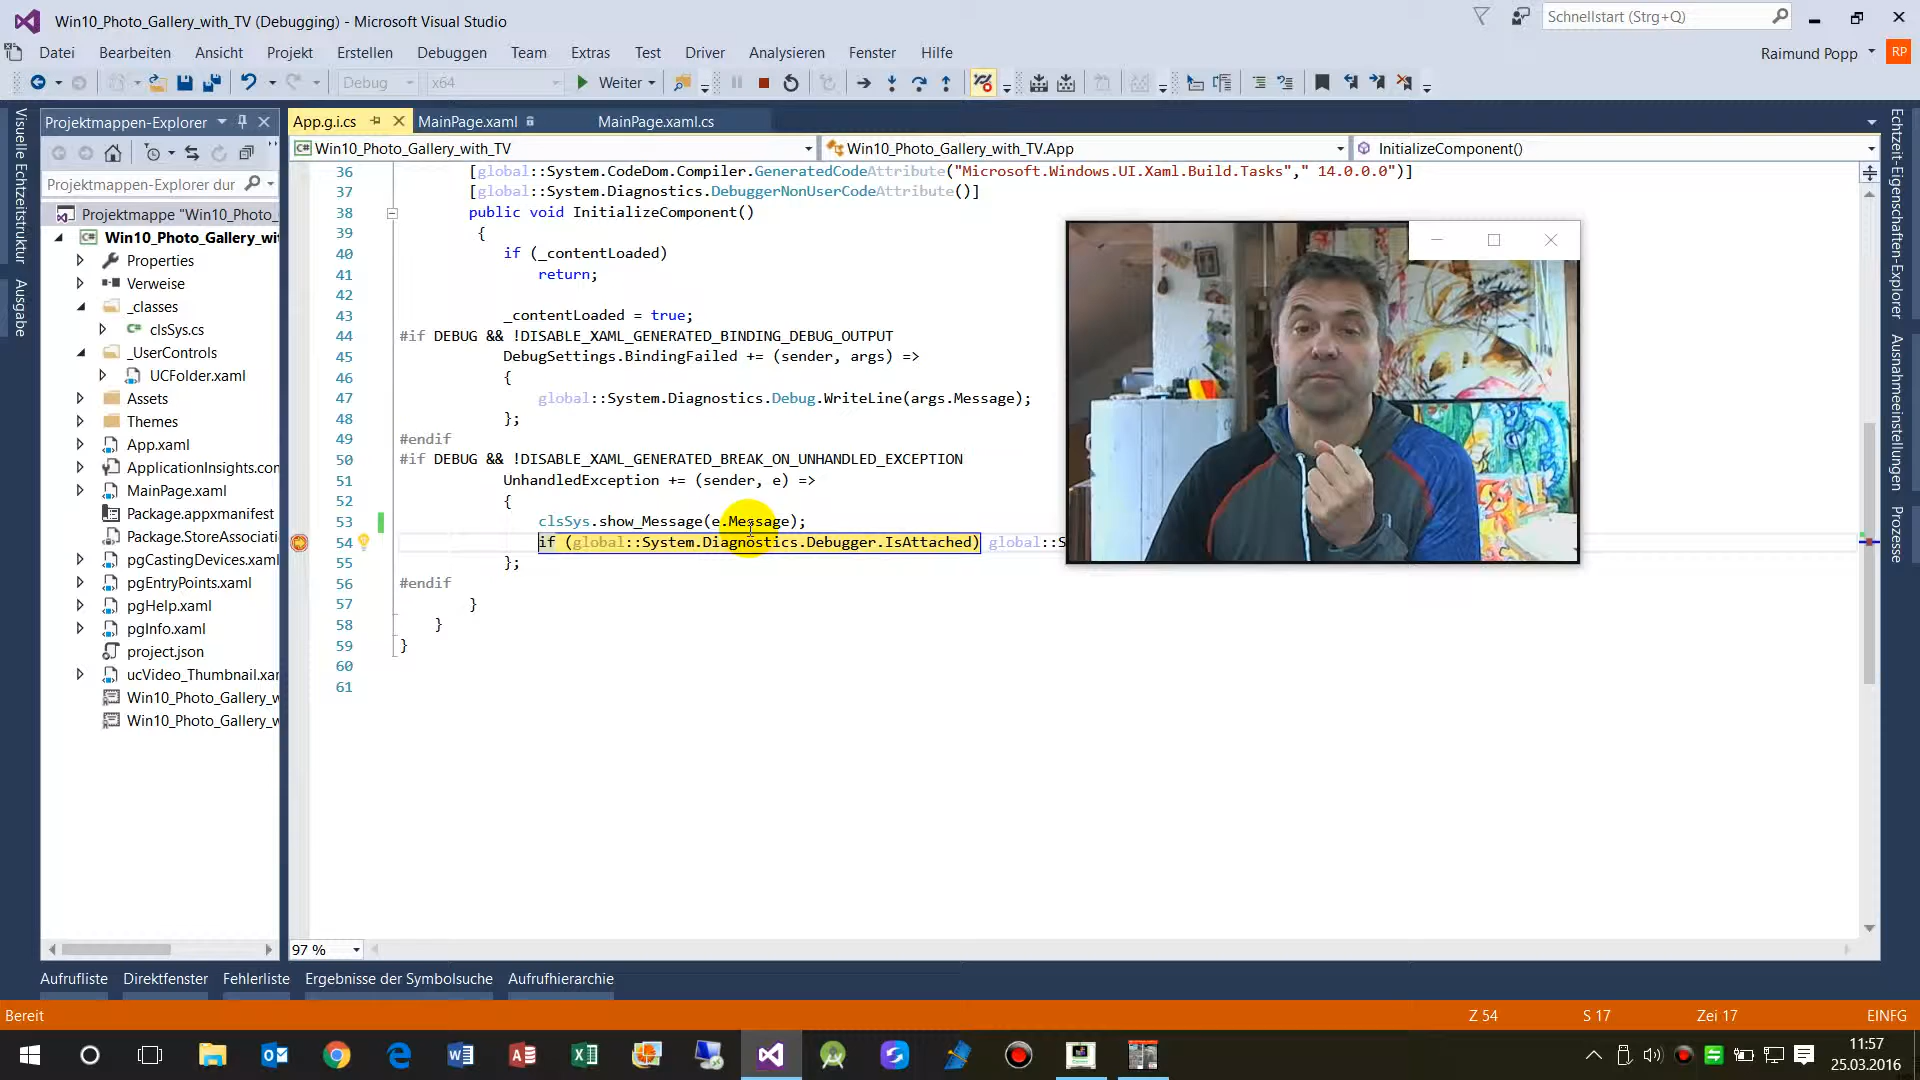 Win10_Photo_Gallery_with_TV (Debugging) - Microsoft Visual Studio
Schnellstart (Strg+Q)
Datei Bearbeiten Ansicht Projekt Erstellen Debuggen Team Extras Test Driver Analysieren Fenster Hilfe
Raimund Popp RP
Debug x64 Weiter
Visuelle Echtzeitstruktur
Ausgabe
Projektmappen-Explorer
Projektmappen-Explorer dur
Projektmappe "Win10_Photo_
Win10_Photo_Gallery_wi
Properties
Verweise
_classes
clsSys.cs
_UserControls
UCFolder.xaml
Assets
Themes
App.xaml
ApplicationInsights.con
MainPage.xaml
Package.appxmanifest
Package.StoreAssociati
pgCastingDevices.xaml
pgEntryPoints.xaml
pgHelp.xaml
pgInfo.xaml
project.json
ucVideo_Thumbnail.xar
Win10_Photo_Gallery_w
Win10_Photo_Gallery_w
App.g.i.cs MainPage.xaml MainPage.xaml.cs
Win10_Photo_Gallery_with_TV Win10_Photo_Gallery_with_TV.App InitializeComponent()
36 [global::System.CodeDom.Compiler.GeneratedCodeAttribute("Microsoft.Windows.UI.Xaml.Build.Tasks"," 14.0.0.0")]
37 [global::System.Diagnostics.DebuggerNonUserCodeAttribute()]
38 public void InitializeComponent()
39 {
40 if (_contentLoaded)
41 return;
42
43 _contentLoaded = true;
44 #if DEBUG && !DISABLE_XAML_GENERATED_BINDING_DEBUG_OUTPUT
45 DebugSettings.BindingFailed += (sender, args) =>
46 {
47 global::System.Diagnostics.Debug.WriteLine(args.Message);
48 };
49 #endif
50 #if DEBUG && !DISABLE_XAML_GENERATED_BREAK_ON_UNHANDLED_EXCEPTION
51 UnhandledException += (sender, e) =>
52 {
53 clsSys.show_Message(e.Message);
54 if (global::System.Diagnostics.Debugger.IsAttached) global::S
55 };
56 #endif
57 }
58 }
59 }
60
61
97 %
Echtzeit-Eigenschaften-Explorer
Ausnahmeeinstellungen
Prozesse
Aufrufliste Direktfenster Fehlerliste Ergebnisse der Symbolsuche Aufrufhierarchie
Bereit Z 54 S 17 Zei 17 EINFG
11:57
25.03.2016